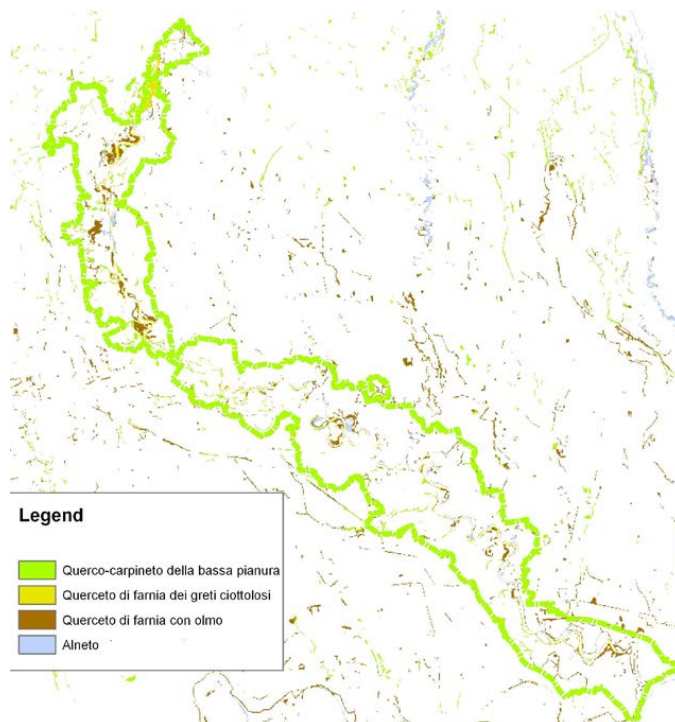 Legend
Querco-carpineto della bassa pianura
Querceto di farnia dei greti ciottolosi
Querceto di farnia con olmo
Alneto